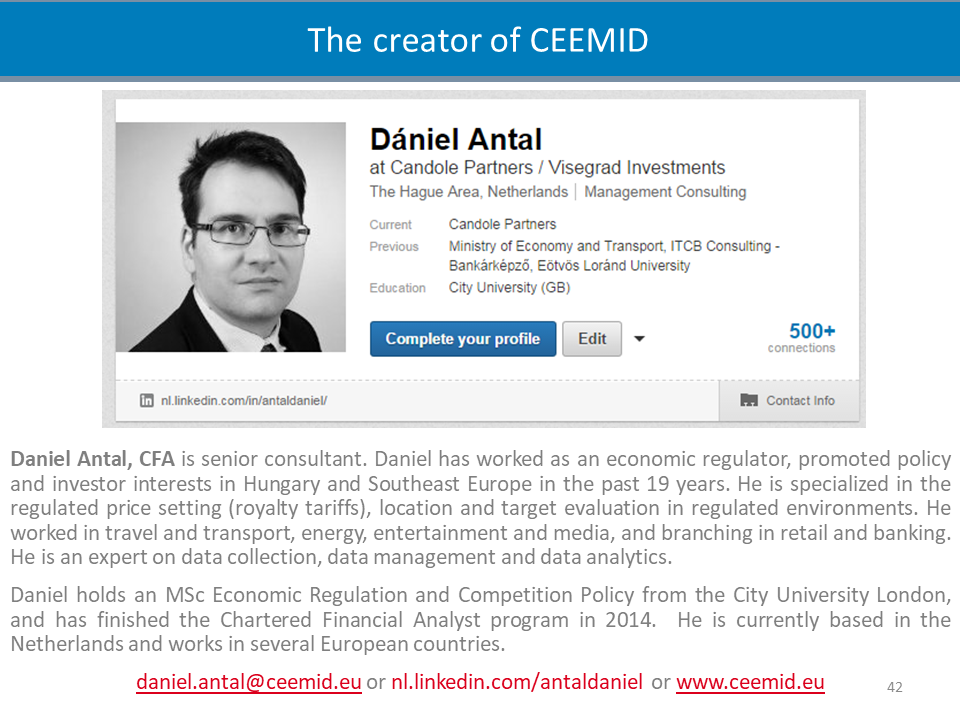 The creator of CEEMID
Dániel Antal
at Candole Partners / Visegrad Investments
The Hague Area, Netherlands | Management Consulting
Current Candole Partners
Previous Ministry of Economy and Transport, ITCB Consulting -
Bankárképző, Eötvös Loránd University
Education City University (GB)
Complete your profile Edit 500+
connections
in nl.linkedin.com/in/antaldaniel/ Contact Info
Daniel Antal, CFA is senior consultant. Daniel has worked as an economic regulator, promoted policy
and investor interests in Hungary and Southeast Europe in the past 19 years. He is specialized in the
regulated price setting (royalty tariffs), location and target evaluation in regulated environments. He
worked in travel and transport, energy, entertainment and media, and branching in retail and banking.
He is an expert on data collection, data management and data analytics.
Daniel holds an MSc Economic Regulation and Competition Policy from the City University London,
and has finished the Chartered Financial Analyst program in 2014. He is currently based in the
Netherlands and works in several European countries.
daniel.antal@ceemid.eu or nl.linkedin.com/antaldaniel or www.ceemid.eu
42